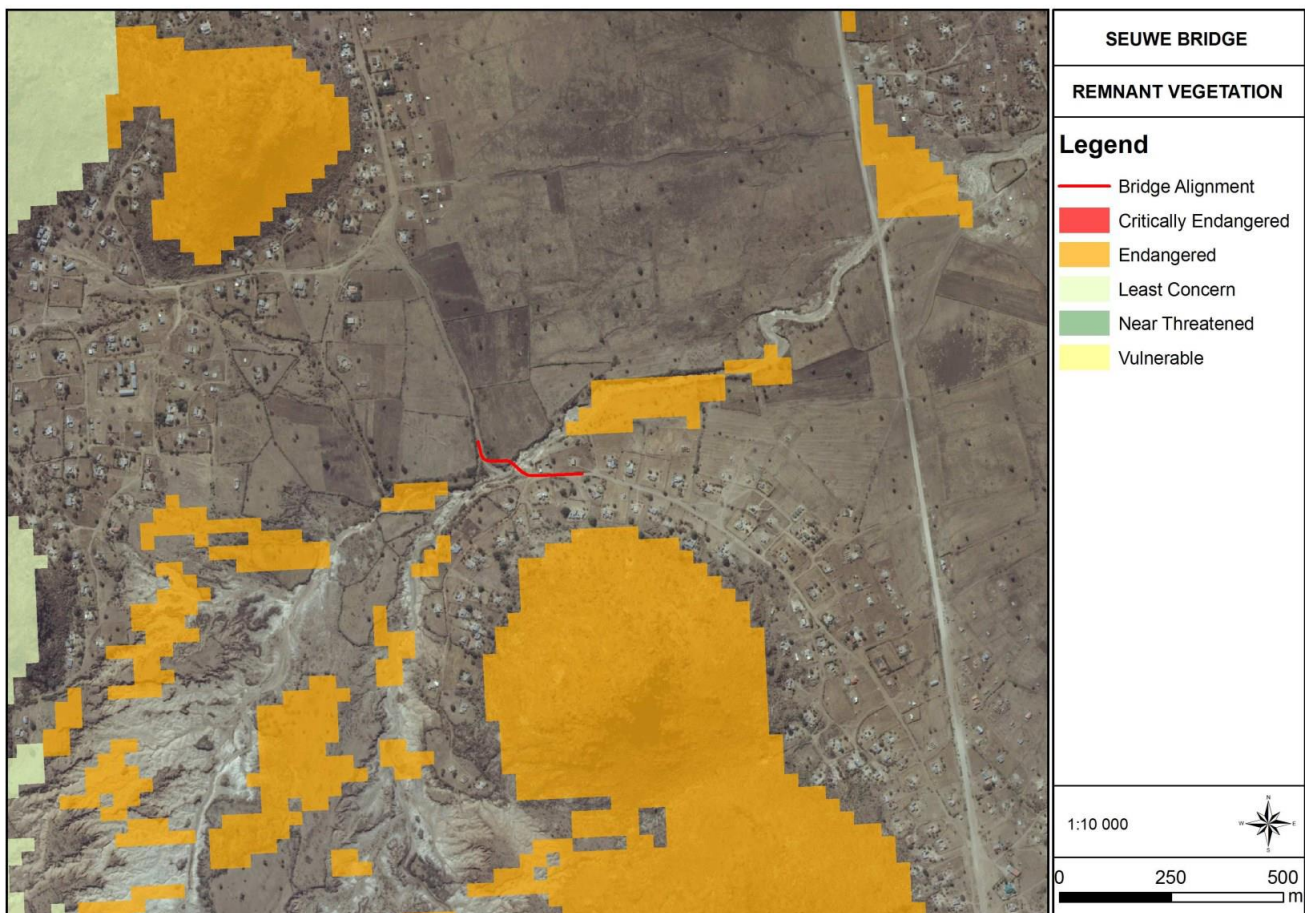 SEUWE BRIDGE
REMNANT VEGETATION
Legend
Bridge Alignment
Critically Endangered
Endangered
Least Concern
Near Threatened
Vulnerable
1:10 000
N
W E
S
0 250 500
m